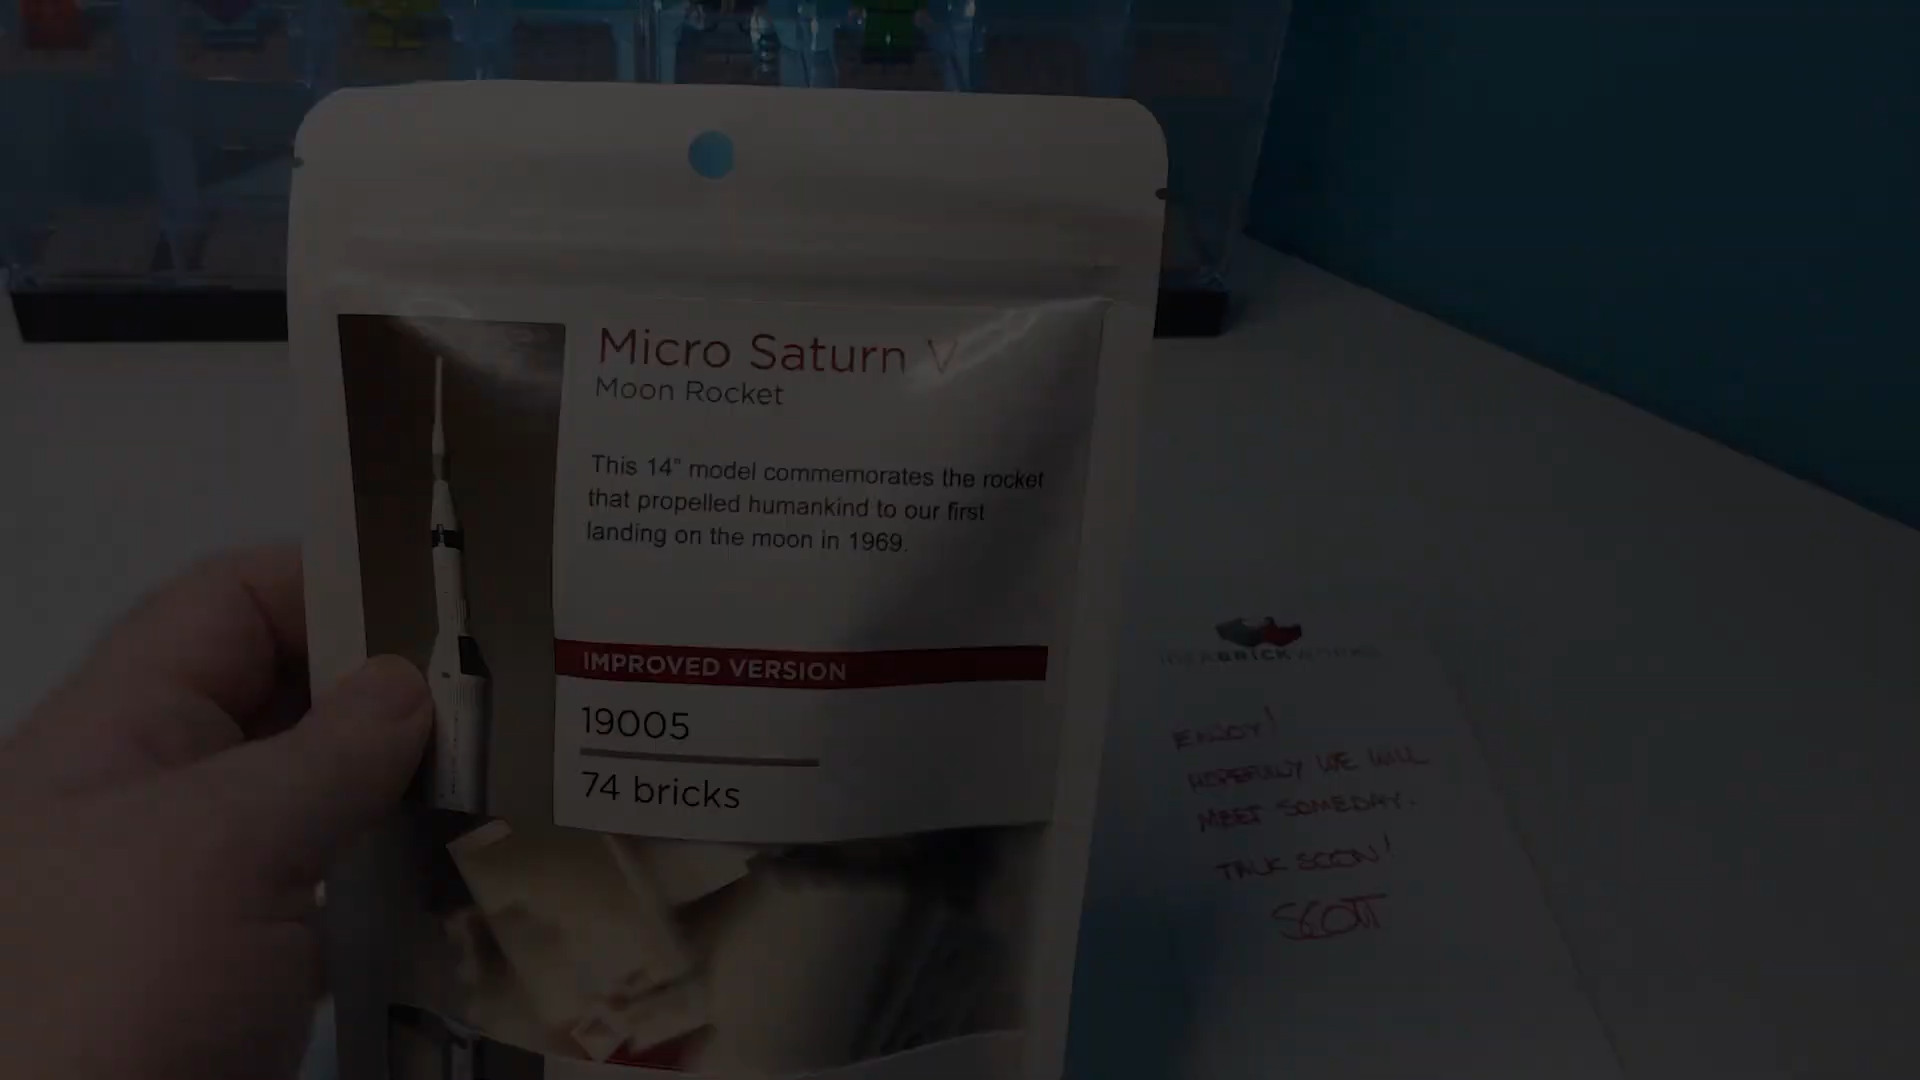 Micro Saturn V
Moon Rocket
This 14" model commemorates the rocket
that propelled humankind to our first
landing on the moon in 1969.
IMPROVED VERSION
19005
74 bricks
IDEABRICKWORKS
ENJOY!
HOPEFULLY WE WILL
MEET SOMEDAY.
TALK SOON!
SCOTT